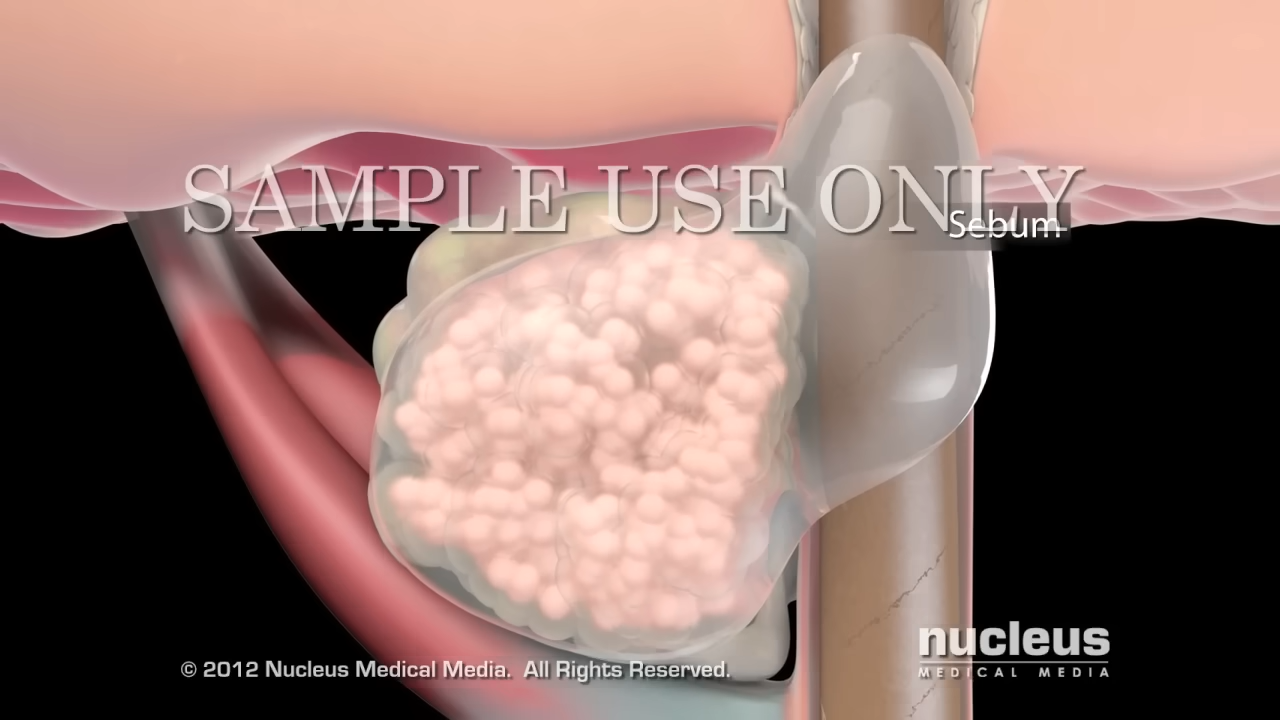 SAMPLE USE ONLY
Sebum
nucleus
MEDICAL MEDIA
© 2012 Nucleus Medical Media. All Rights Reserved.